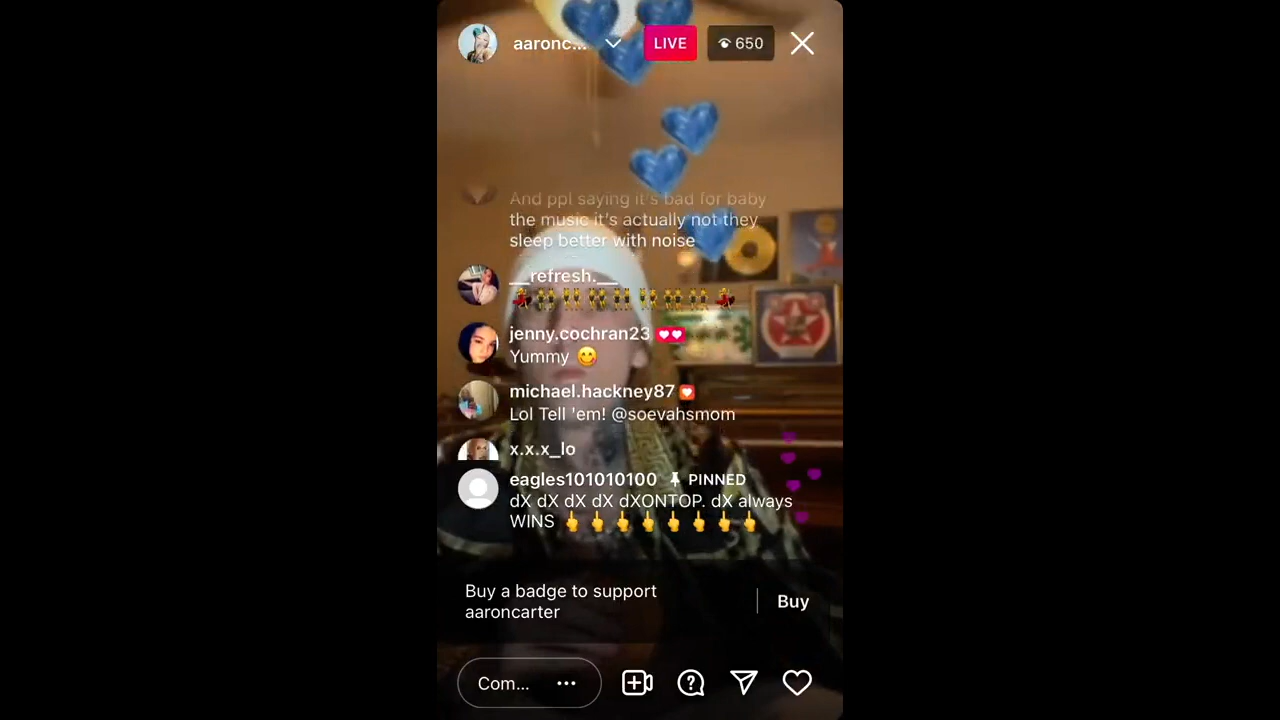 aaronc...
LIVE
650
And ppl saying it's bad for baby
the music it's actually not they
sleep better with noise
__refresh.__
jenny.cochran23
Yummy 😋
michael.hackney87
Lol Tell 'em! @soevahsmom
x.x.x_lo
eagles101010100 PINNED
dX dX dX dX dXONTOP. dX always
WINS 🖕🖕🖕🖕🖕🖕🖕🖕
Buy a badge to support
aaroncarter
Buy
Com...